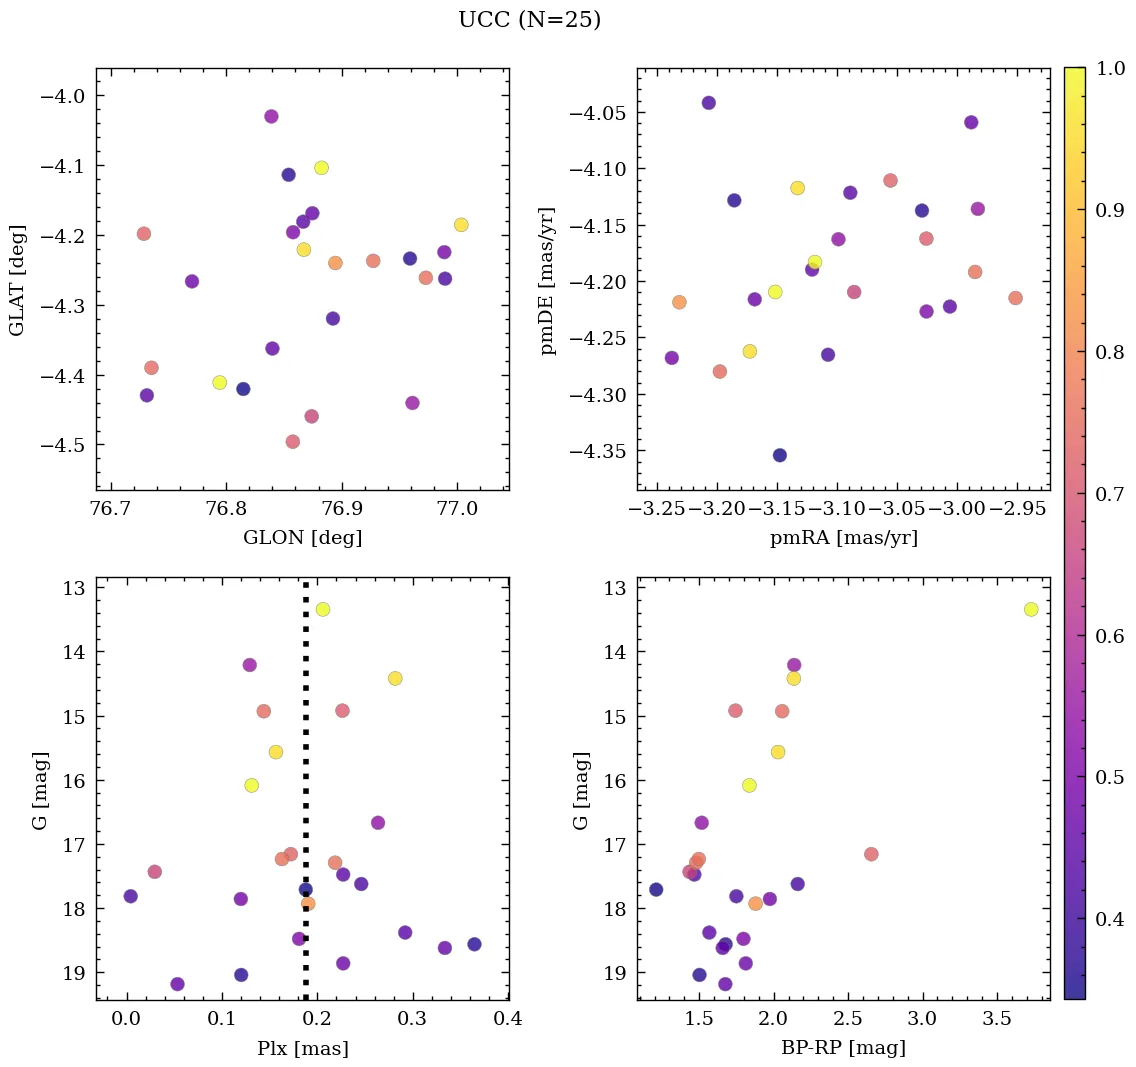 UCC (N=25)
−4.0
−4.1
−4.2
−4.3
−4.4
−4.5
GLAT [deg]
76.7 76.8 76.9 77.0
GLON [deg]
−4.05
−4.10
−4.15
−4.20
−4.25
−4.30
−4.35
pmDE [mas/yr]
−3.25 −3.20 −3.15 −3.10 −3.05 −3.00 −2.95
pmRA [mas/yr]
13
14
15
16
17
18
19
G [mag]
0.0 0.1 0.2 0.3 0.4
Plx [mas]
13
14
15
16
17
18
19
G [mag]
1.5 2.0 2.5 3.0 3.5
BP-RP [mag]
1.0
0.9
0.8
0.7
0.6
0.5
0.4